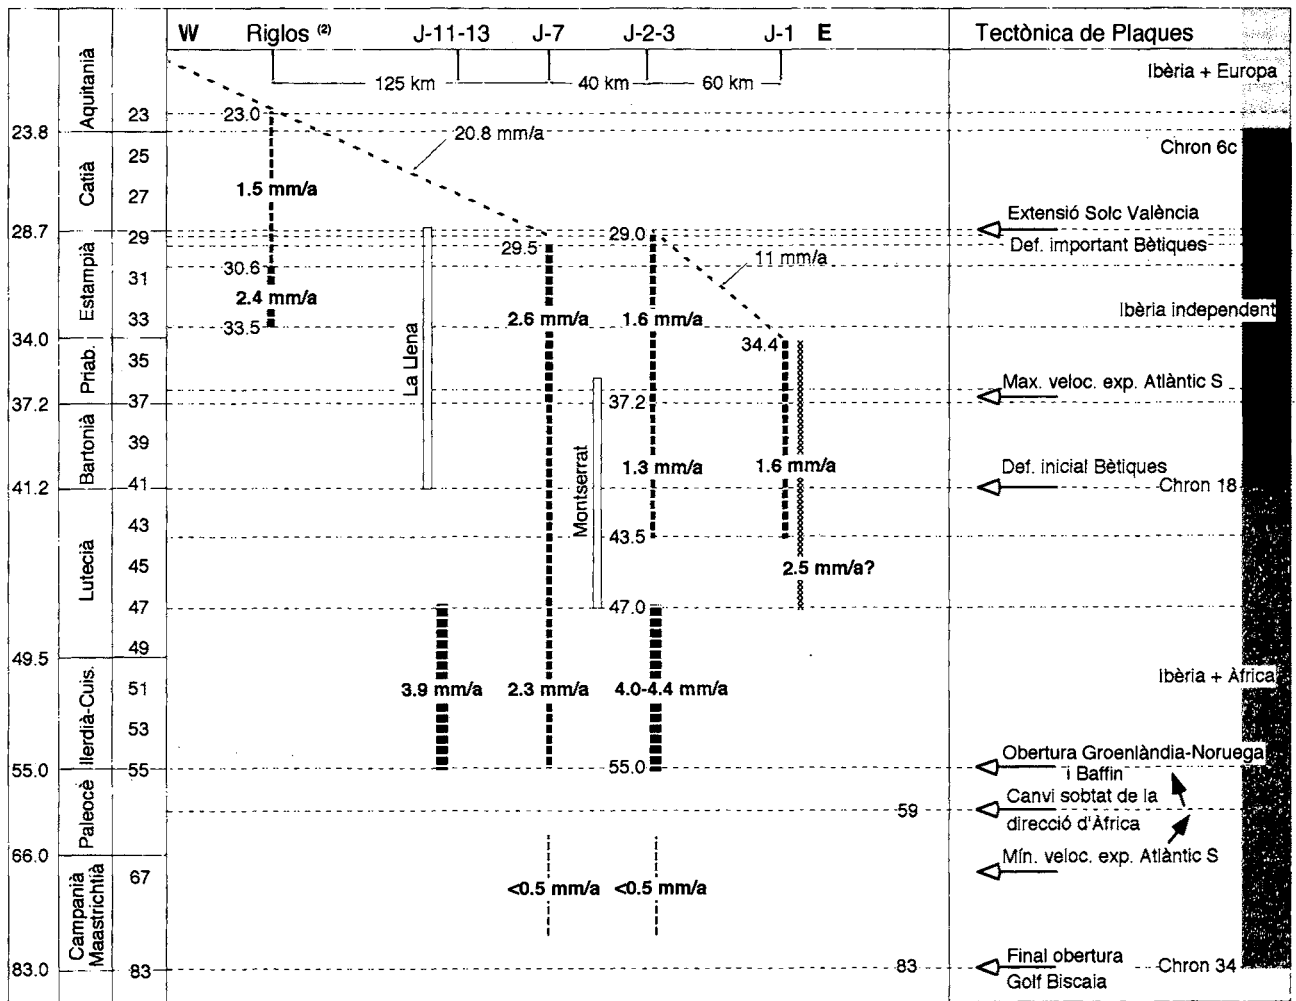 W Riglos (2) J-11-13 J-7 J-2-3 J-1 E Tectònica de Plaques
125 km 40 km 60 km
Ibèria + Europa
Aquitanià
23 23.0
23.8
20.8 mm/a
Chron 6c
Catià
25
27
1.5 mm/a
Extensió Solc València
28.7
29 29.5 29.0
Def. important Bètiques
11 mm/a
Estampià
30.6
31
2.4 mm/a
33 2.6 mm/a 1.6 mm/a
Ibèria independent
33.5
34.0
34.4
Priab.
35
La Llena
Max. veloc. exp. Atlàntic S
37.2 37 37.2
Bartonià
39
1.3 mm/a 1.6 mm/a
Def. inicial Bètiques
41.2 41
Chron 18
Montserrat
43
43.5
Lutecià
45
2.5 mm/a?
47 47.0
49
49.5
Ilerdià-Cuis.
51 3.9 mm/a 2.3 mm/a 4.0-4.4 mm/a
Ibèria + Àfrica
53
Obertura Groenlàndia-Noruega
55.0 55 55.0
i Baffin
Paleocè
59
Canvi sobtat de la
direcció d'Àfrica
66.0
Mín. veloc. exp. Atlàntic S
Campanià
Maastrichtià
67
<0.5 mm/a <0.5 mm/a
Final obertura
83.0 83 83 Chron 34
Golf Biscaia